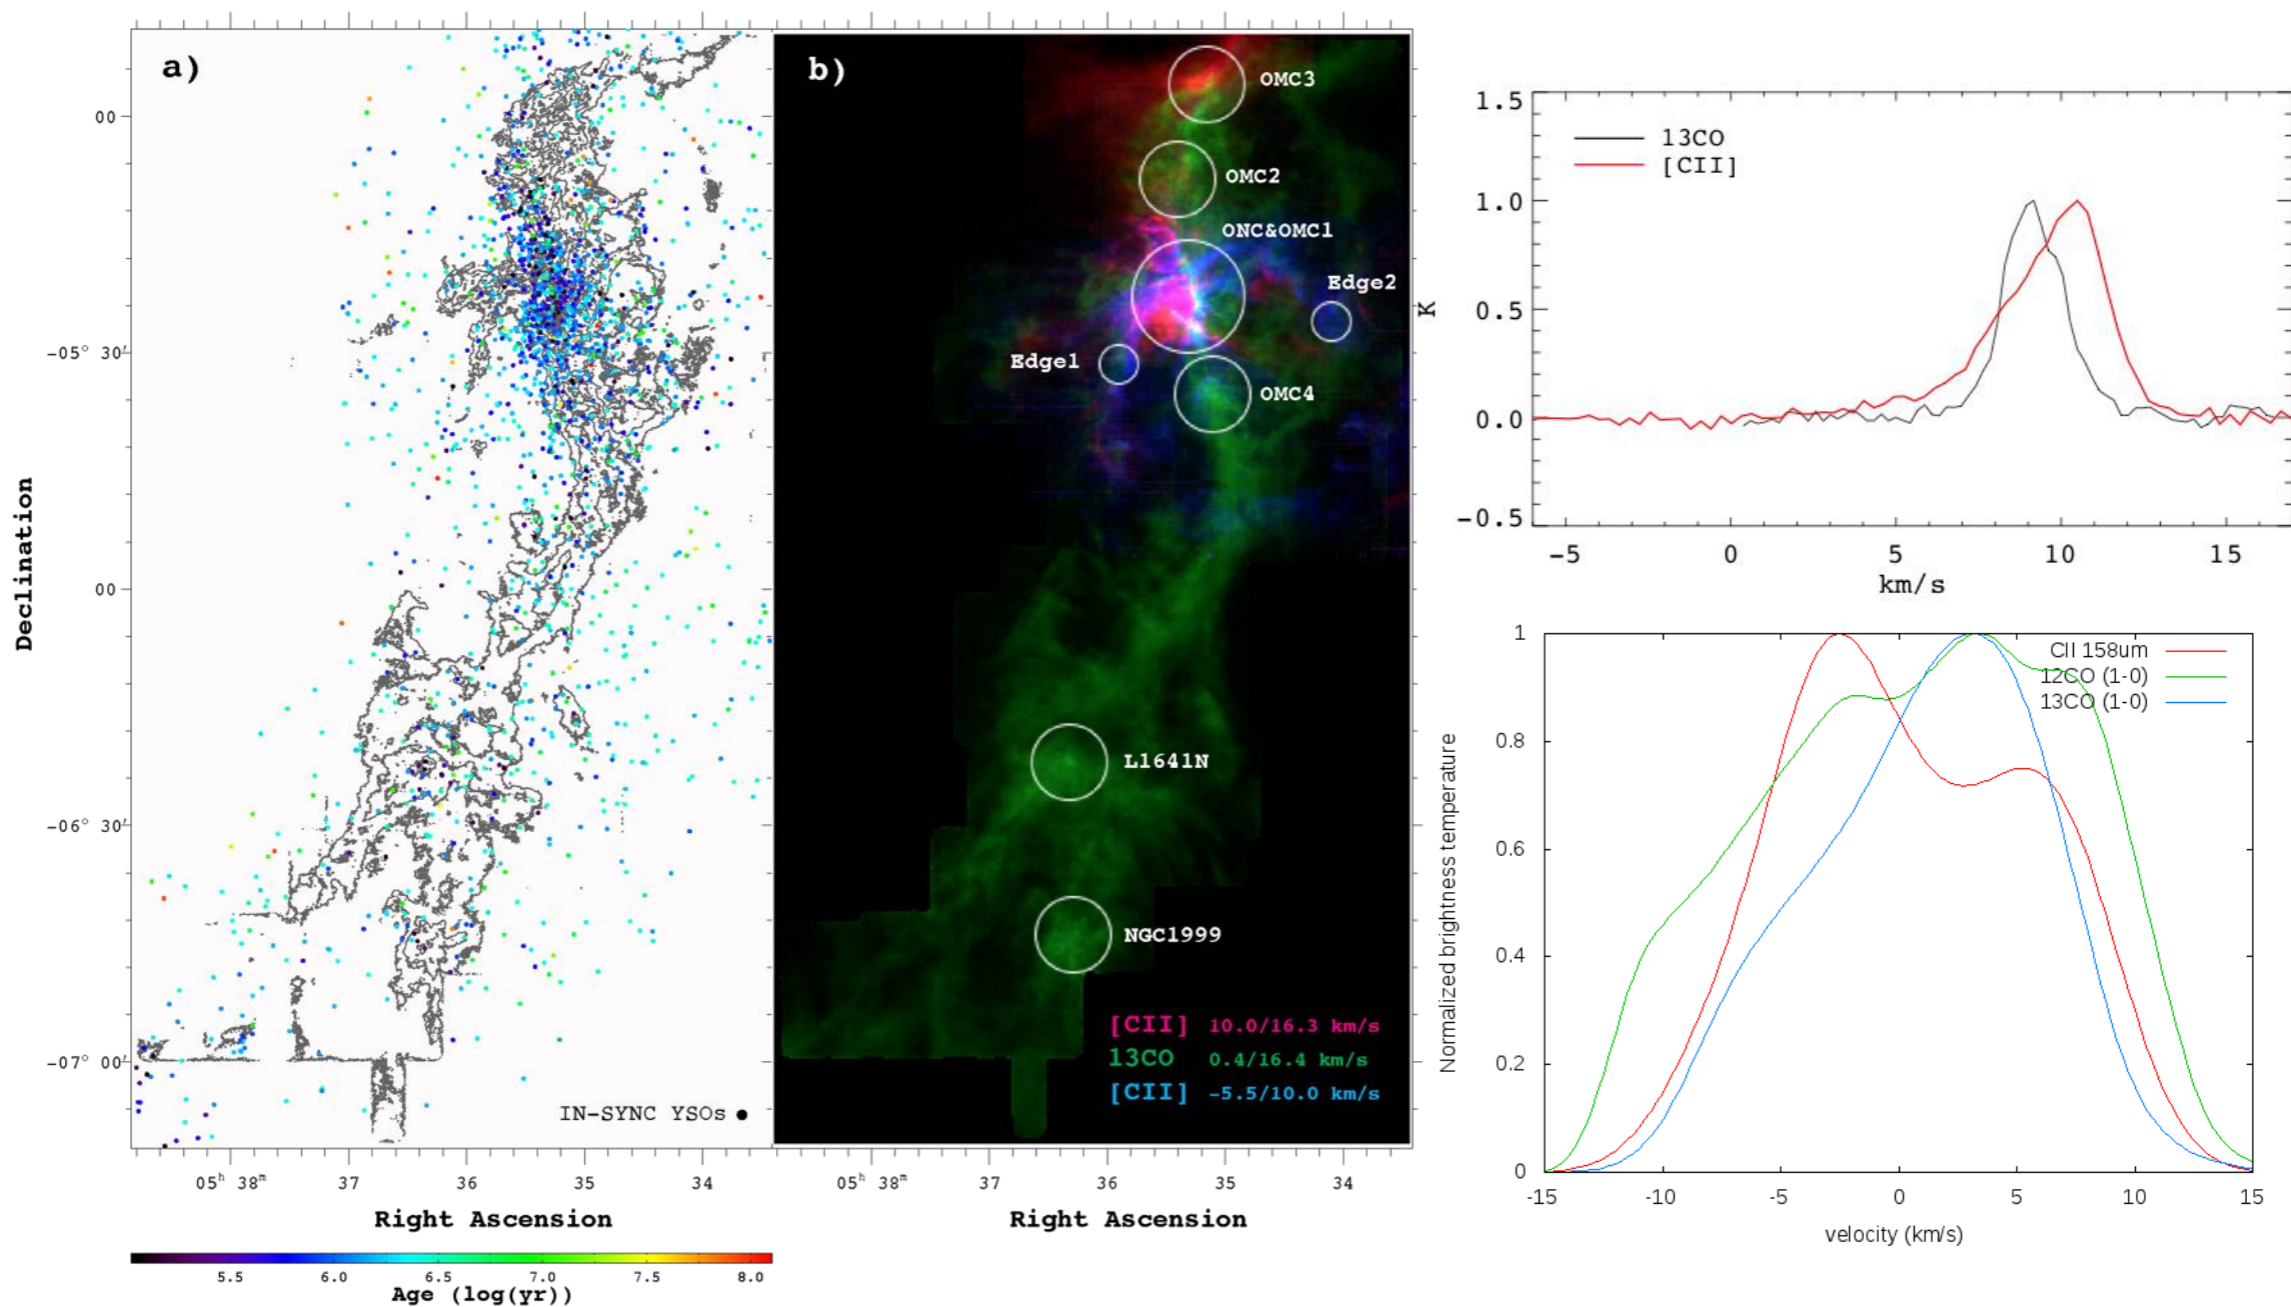 a)
00
-05° 30′
00
-06° 30′
-07° 00′
Declination
IN-SYNC YSOs
05ʰ 38ᵐ 37 36 35 34
Right Ascension
5.5 6.0 6.5 7.0 7.5 8.0
Age (log(yr))
b)
OMC3
OMC2
ONC&OMC1
Edge2
Edge1
OMC4
L1641N
NGC1999
[CII] 10.0/16.3 km/s
13CO 0.4/16.4 km/s
[CII] -5.5/10.0 km/s
05ʰ 38ᵐ 37 36 35 34
Right Ascension
1.5
13CO
[CII]
1.0
K
0.5
0.0
-0.5
-5 0 5 10 15
km/s
1
CII 158um
12CO (1-0)
13CO (1-0)
0.8
0.6
0.4
0.2
0
Normalized brightness temperature
-15 -10 -5 0 5 10 15
velocity (km/s)